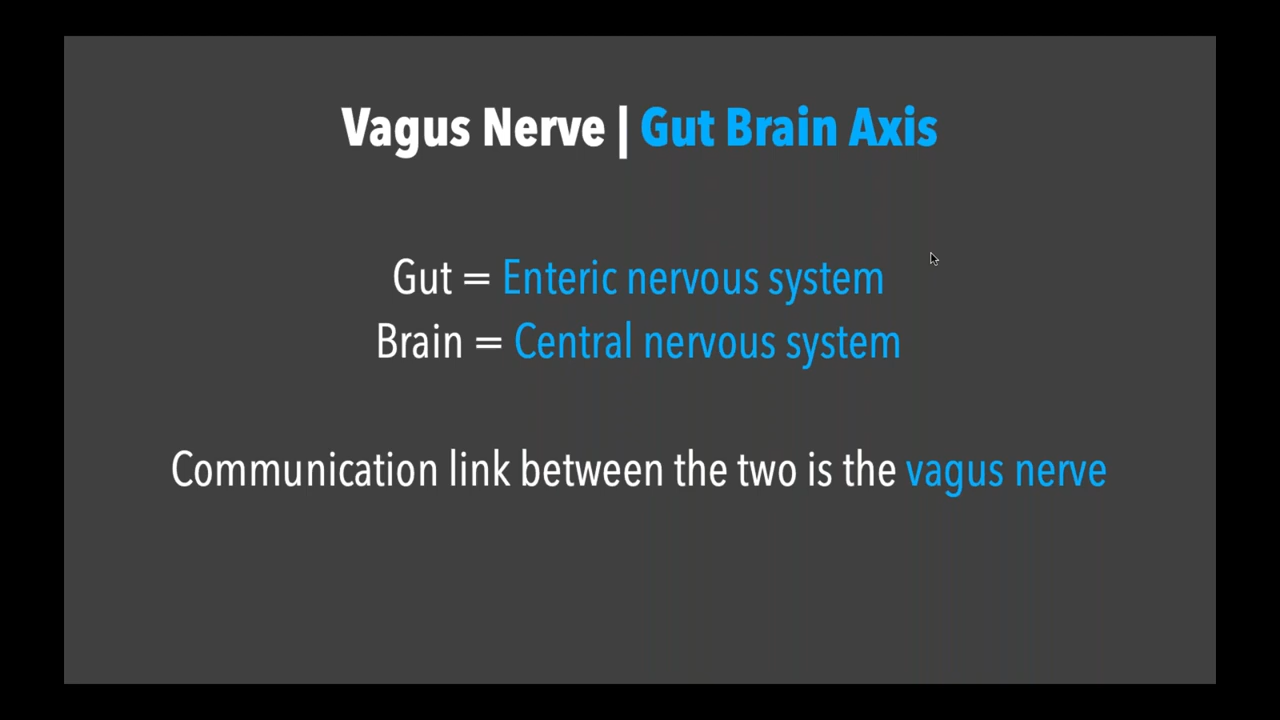 Vagus Nerve | Gut Brain Axis
Gut = Enteric nervous system
Brain = Central nervous system
Communication link between the two is the vagus nerve